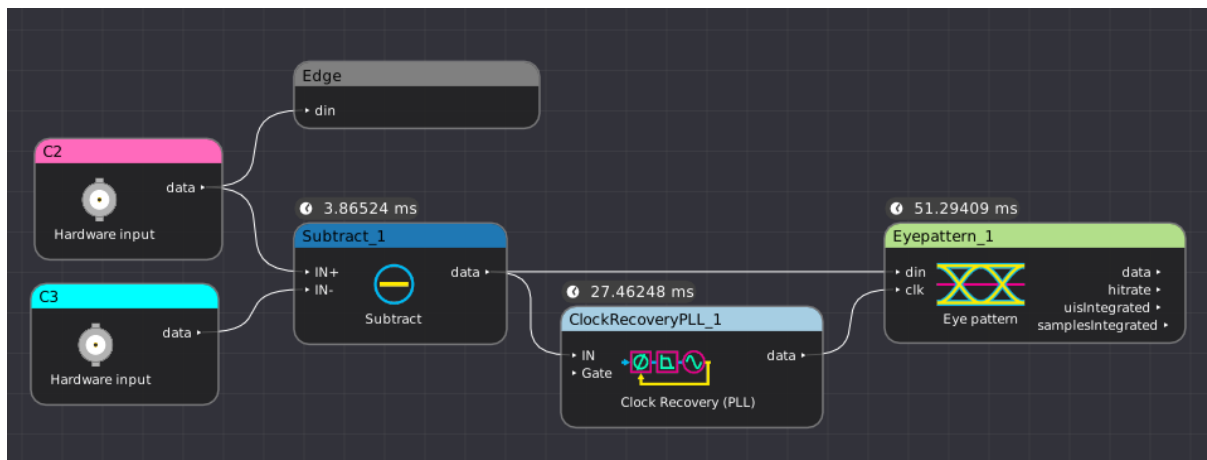 Edge
din
C2
data
Hardware input
3.86524 ms
Subtract_1
IN+
IN-
data
Subtract
C3
data
Hardware input
27.46248 ms
ClockRecoveryPLL_1
IN
Gate
data
Clock Recovery (PLL)
51.29409 ms
Eyepattern_1
din
clk
data
hitrate
uisIntegrated
samplesIntegrated
Eye pattern